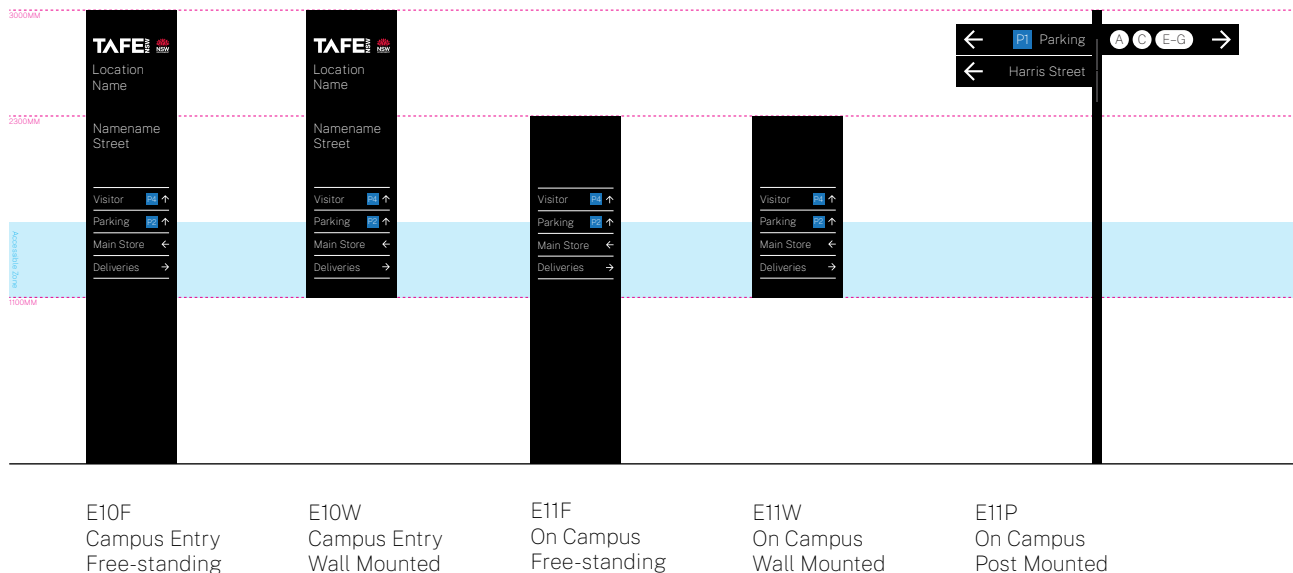 3000MM
TAFE NSW NSW
Location
Name
Namename
Street
Visitor P4 ↑
Parking P2 ↑
Main Store ←
Deliveries →
TAFE NSW NSW
Location
Name
Namename
Street
Visitor P4 ↑
Parking P2 ↑
Main Store ←
Deliveries →
2300MM
Visitor P4 ↑
Parking P2 ↑
Main Store ←
Deliveries →
Visitor P4 ↑
Parking P2 ↑
Main Store ←
Deliveries →
← P1 Parking
← Harris Street
A C E-G →
Accessable Zone
1100MM
E10F
Campus Entry
Free-standing
E10W
Campus Entry
Wall Mounted
E11F
On Campus
Free-standing
E11W
On Campus
Wall Mounted
E11P
On Campus
Post Mounted